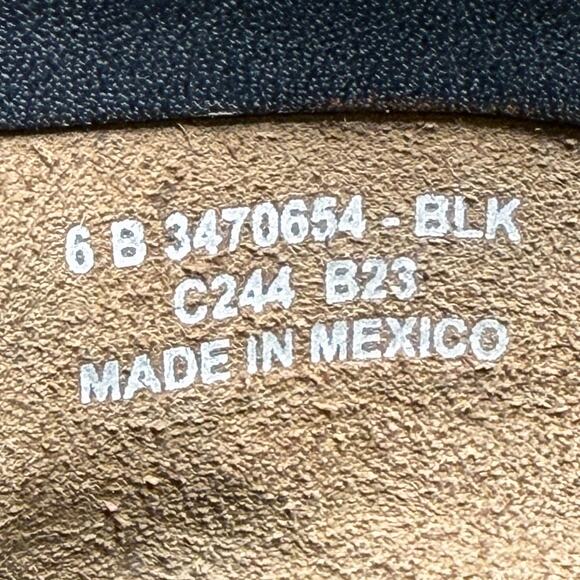 6 B 3470654 - BLK
C244 B23
MADE IN MEXICO